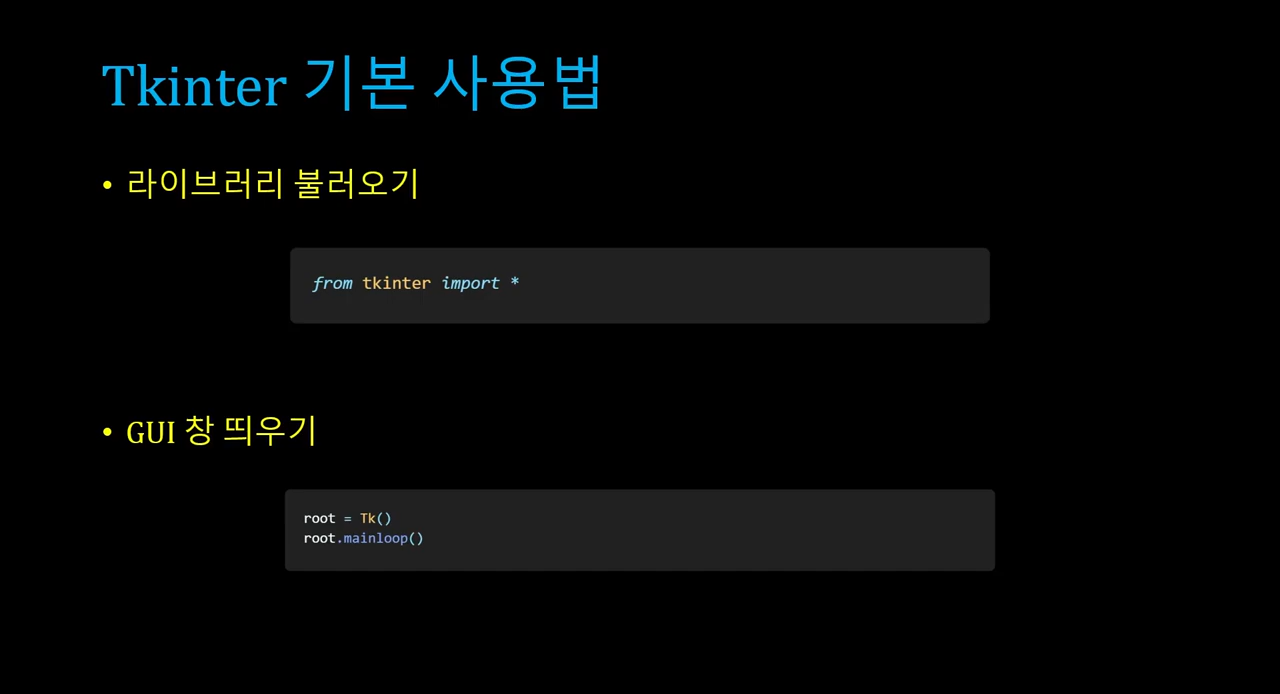 Tkinter 기본 사용법
• 라이브러리 불러오기
from tkinter import *
• GUI 창 띄우기
root = Tk()
root.mainloop()